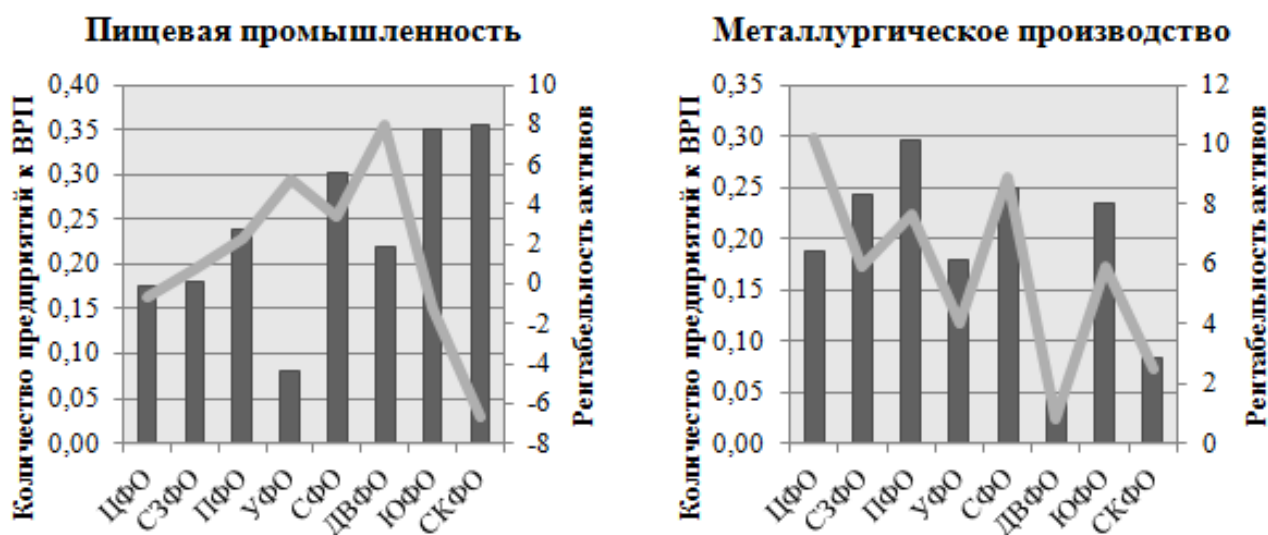 Пищевая промышленность
Количество предприятий к ВРП
0,40
0,35
0,30
0,25
0,20
0,15
0,10
0,05
0,00
10
8
6
4
2
0
-2
-4
-6
-8
Рентабельность активов
ЦФО
СЗФО
ПФО
УФО
СФО
ДВФО
ЮФО
СКФО
Металлургическое производство
Количество предприятий к ВРП
0,35
0,30
0,25
0,20
0,15
0,10
0,05
0,00
12
10
8
6
4
2
0
Рентабельность активов
ЦФО
СЗФО
ПФО
УФО
СФО
ДВФО
ЮФО
СКФО